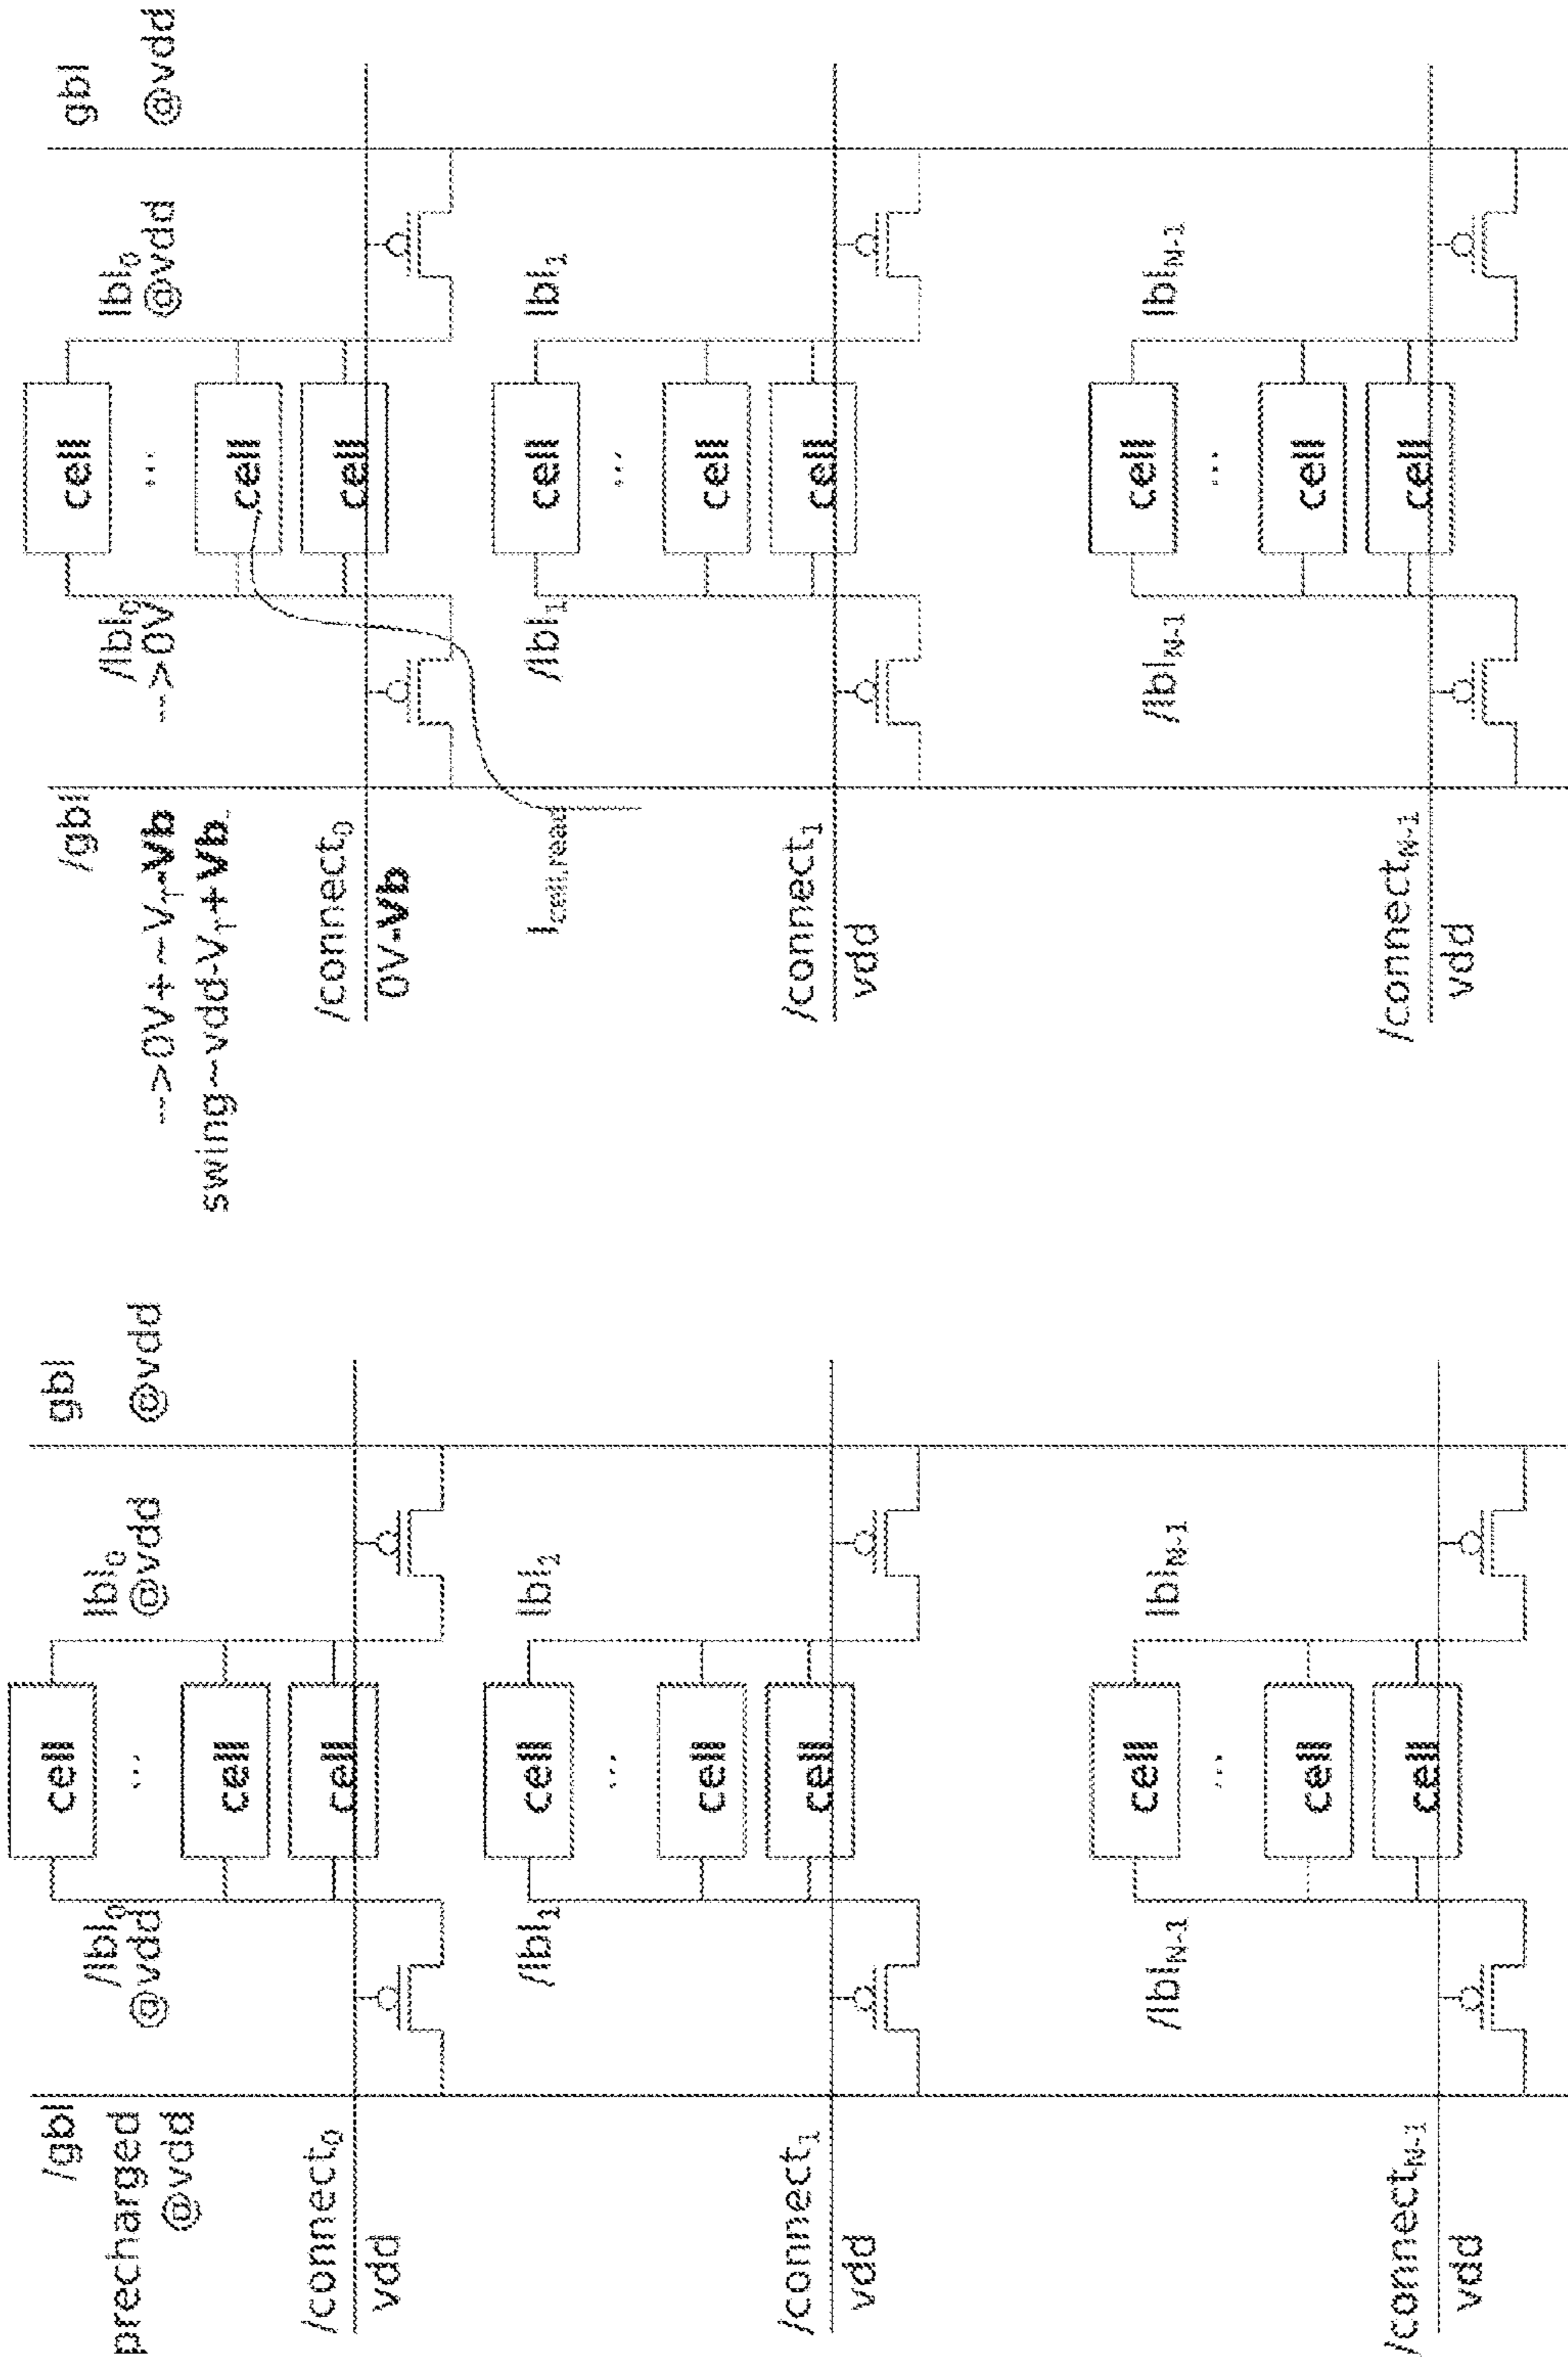 /gbl
precharged
@vdd
/lbl₀
@vdd
lbl₀
@vdd
gbl
@vdd
cell
...
cell
cell
/connect₀
vdd
/lbl₁
lbl₁
cell
...
cell
cell
/connect₁
vdd
/lblN-1
lblN-1
cell
...
cell
cell
/connectN-1
vdd
/gbl
-->0V+~VT-Vb
swing~vdd-VT+Vb
/lbl₀
-->0V
lbl₀
@vdd
gbl
@vdd
cell
...
cell
cell
/connect₀
0V-Vb
Icell,read
/lbl₁
lbl₁
cell
...
cell
cell
/connect₁
vdd
/lblN-1
lblN-1
cell
...
cell
cell
/connectN-1
vdd